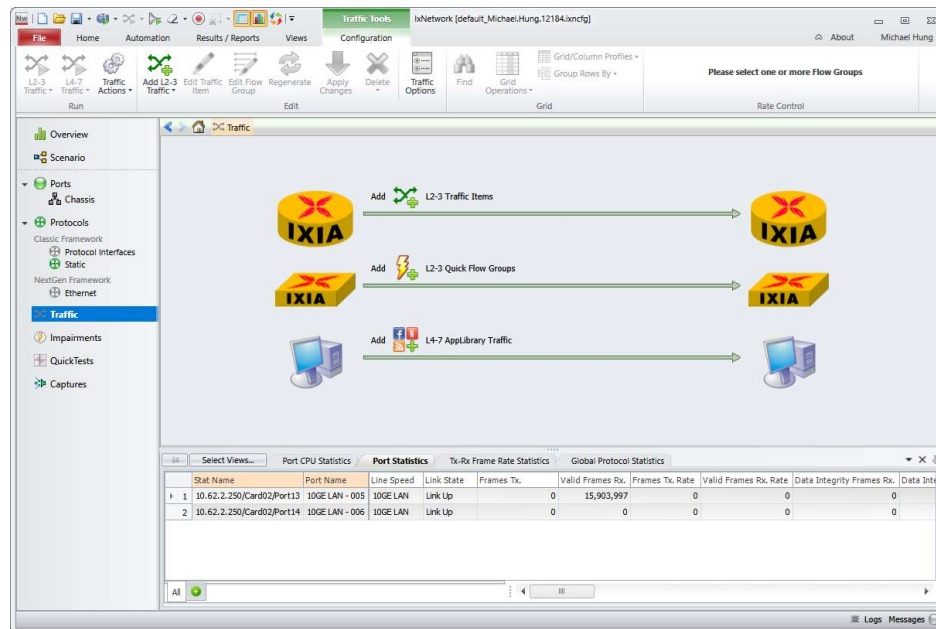 Traffic Tools
IxNetwork [default_Michael.Hung.12184.ixncfg]
File Home Automation Results / Reports Views Configuration About Michael Hung
L2-3 Traffic
L4-7 Traffic
Traffic Actions
Run
Add L2-3 Traffic
Edit Traffic Item
Edit Flow Group
Regenerate
Apply Changes
Delete
Traffic Options
Edit
Find
Grid Operations
Grid/Column Profiles
Group Rows By
Grid
Please select one or more Flow Groups
Rate Control
Overview
Scenario
Ports
Chassis
Protocols
Classic Framework
Protocol Interfaces
Static
NextGen Framework
Ethernet
Traffic
Impairments
QuickTests
Captures
Traffic
IXIA
Add L2-3 Traffic Items
IXIA
IXIA
Add L2-3 Quick Flow Groups
IXIA
Add L4-7 AppLibrary Traffic
Select Views... Port CPU Statistics Port Statistics Tx-Rx Frame Rate Statistics Global Protocol Statistics
Stat Name Port Name Line Speed Link State Frames Tx. Valid Frames Rx. Frames Tx. Rate Valid Frames Rx. Rate Data Integrity Frames Rx. Data Inte
1 10.62.2.250/Card02/Port13 10GE LAN - 005 10GE LAN Link Up 0 15,903,997 0 0 0
2 10.62.2.250/Card02/Port14 10GE LAN - 006 10GE LAN Link Up 0 0 0 0 0
All
Logs Messages